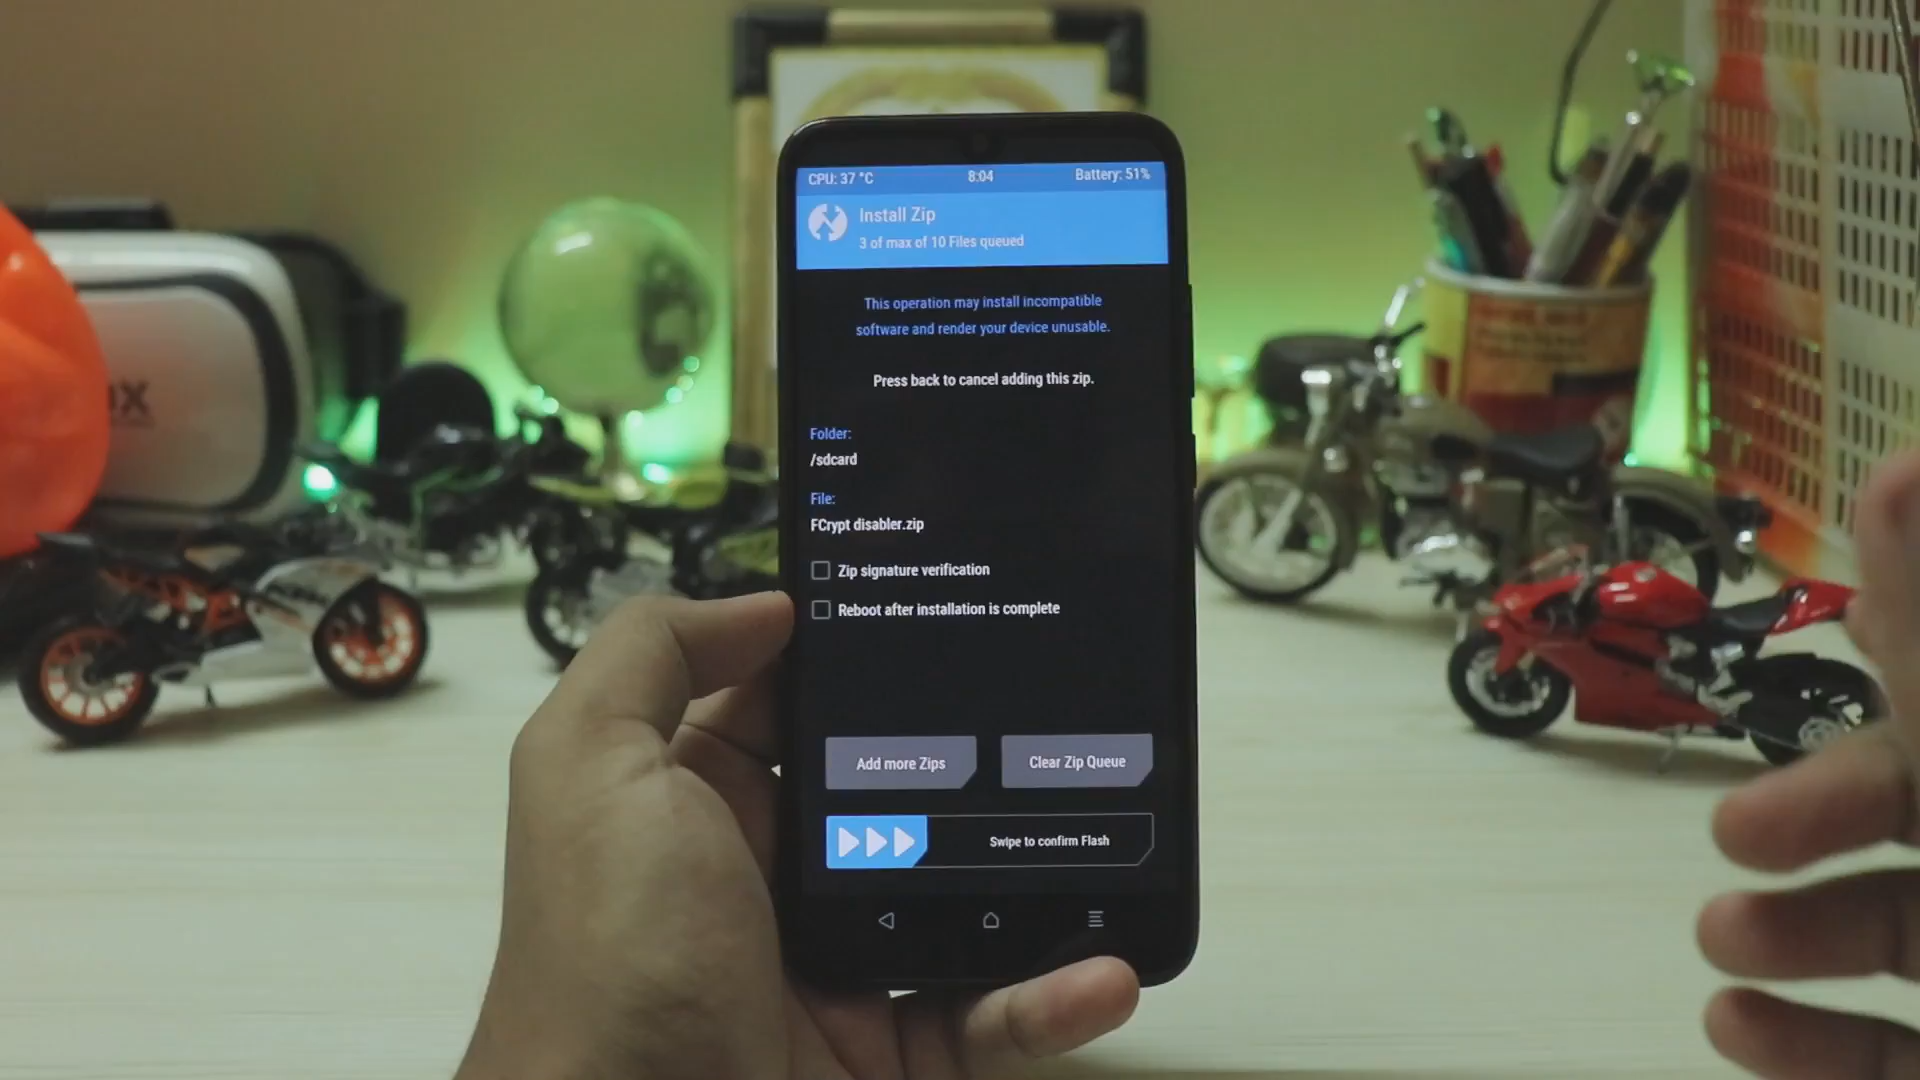 CPU: 37 °C 8:04 Battery: 51%
Install Zip
3 of max of 10 Files queued
This operation may install incompatible
software and render your device unusable.
Press back to cancel adding this zip.
Folder:
/sdcard
File:
FCrypt disabler.zip
Zip signature verification
Reboot after installation is complete
Add more Zips Clear Zip Queue
Swipe to confirm Flash